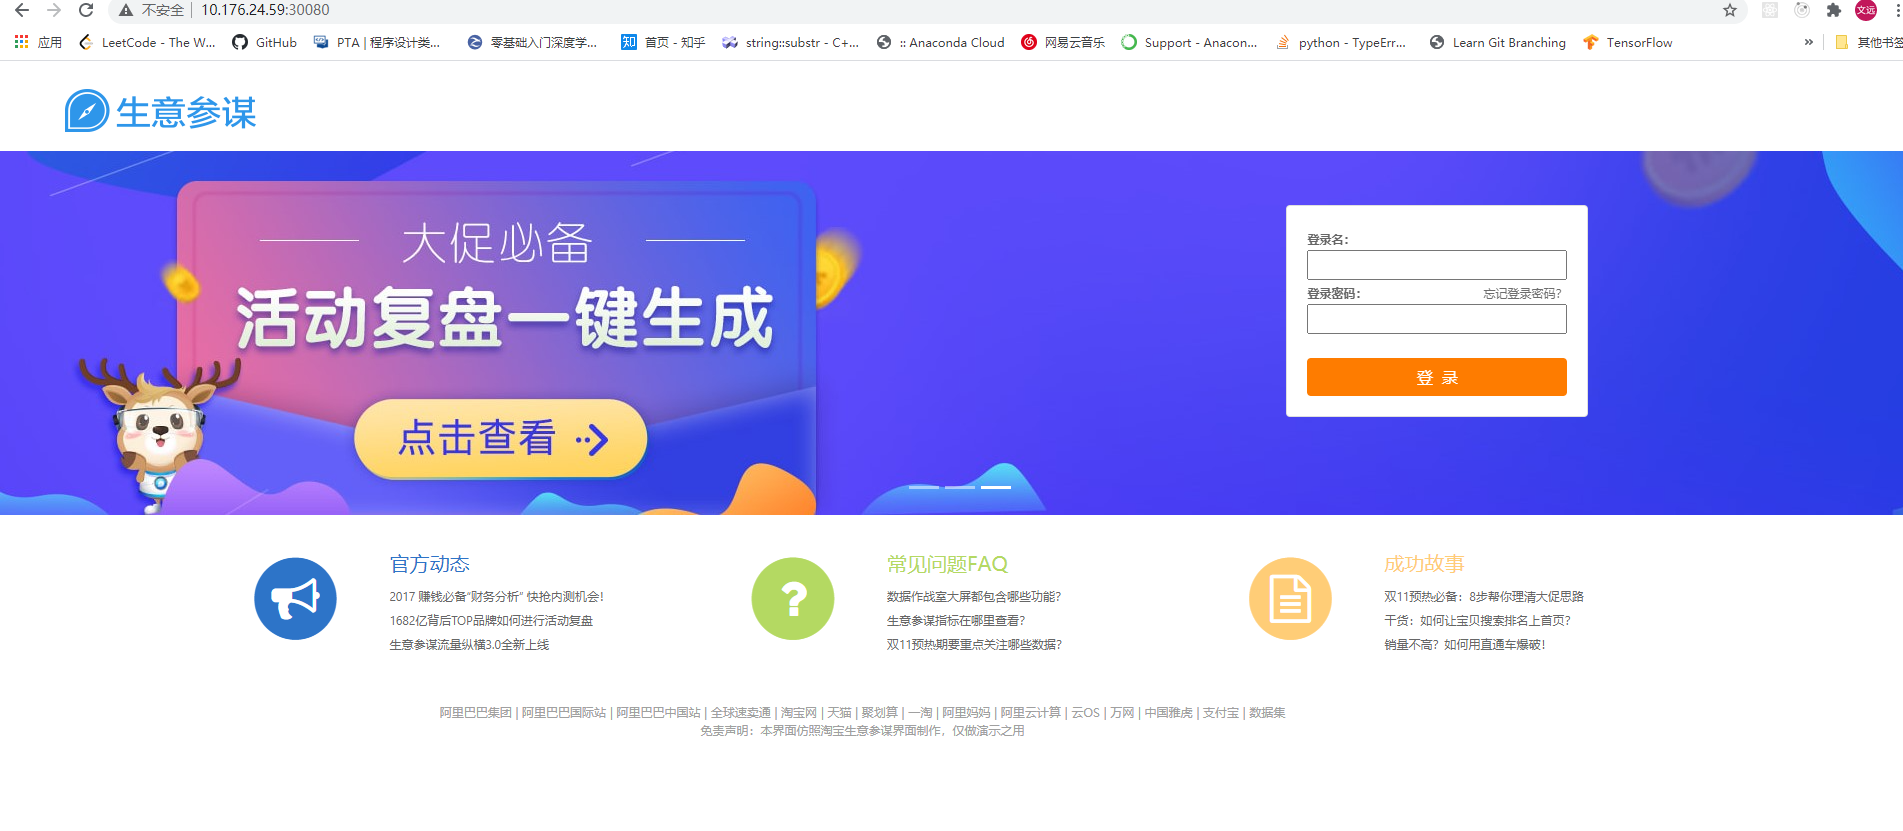 不安全 10.176.24.59:30080
文远
应用 LeetCode - The W... GitHub PTA | 程序设计类... 零基础入门深度学... 知 首页 - 知乎 string::substr - C+... :: Anaconda Cloud 网易云音乐 Support - Anacon... python - TypeErr... Learn Git Branching TensorFlow » 其他书签
生意参谋
大促必备
活动复盘一键生成
点击查看
登录名：
登录密码： 忘记登录密码？
登 录
官方动态
2017 赚钱必备“财务分析” 快抢内测机会！
1682亿背后TOP品牌如何进行活动复盘
生意参谋流量纵横3.0全新上线
?
常见问题FAQ
数据作战室大屏都包含哪些功能？
生意参谋指标在哪里查看？
双11预热期要重点关注哪些数据？
成功故事
双11预热必备：8步帮你理清大促思路
干货：如何让宝贝搜索排名上首页？
销量不高？如何用直通车爆破！
阿里巴巴集团 | 阿里巴巴国际站 | 阿里巴巴中国站 | 全球速卖通 | 淘宝网 | 天猫 | 聚划算 | 一淘 | 阿里妈妈 | 阿里云计算 | 云OS | 万网 | 中国雅虎 | 支付宝 | 数据集
免责声明：本界面仿照淘宝生意参谋界面制作，仅做演示之用